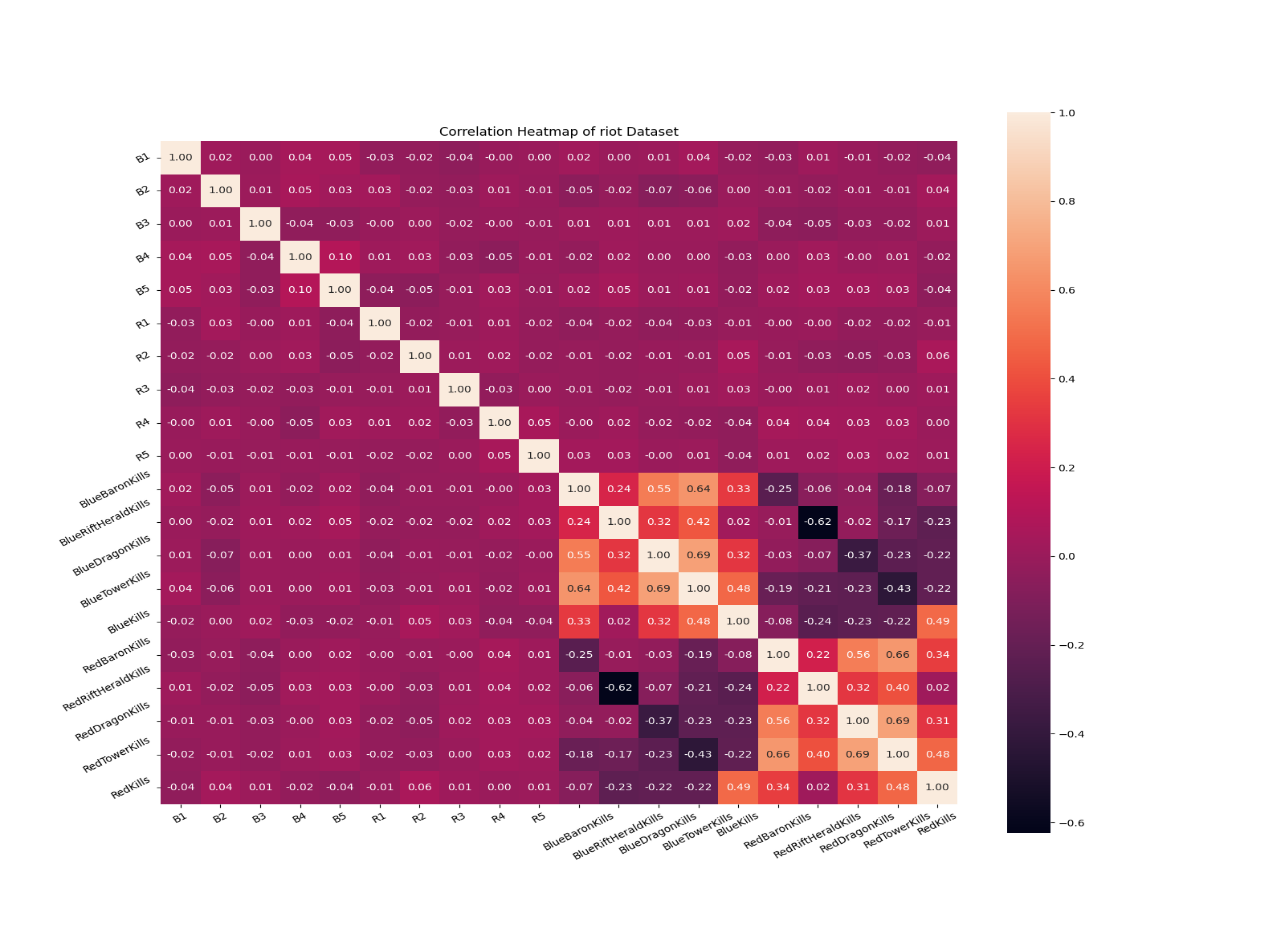 Correlation Heatmap of riot Dataset
B1 1.00 0.02 0.00 0.04 0.05 -0.03 -0.02 -0.04 -0.00 0.00 0.02 0.00 0.01 0.04 -0.02 -0.03 0.01 -0.01 -0.02 -0.04
B2 0.02 1.00 0.01 0.05 0.03 0.03 -0.02 -0.03 0.01 -0.01 -0.05 -0.02 -0.07 -0.06 0.00 -0.01 -0.02 -0.01 -0.01 0.04
B3 0.00 0.01 1.00 -0.04 -0.03 -0.00 0.00 -0.02 -0.00 -0.01 0.01 0.01 0.01 0.01 0.02 -0.04 -0.05 -0.03 -0.02 0.01
B4 0.04 0.05 -0.04 1.00 0.10 0.01 0.03 -0.03 -0.05 -0.01 -0.02 0.02 0.00 0.00 -0.03 0.00 0.03 -0.00 0.01 -0.02
B5 0.05 0.03 -0.03 0.10 1.00 -0.04 -0.05 -0.01 0.03 -0.01 0.02 0.05 0.01 0.01 -0.02 0.02 0.03 0.03 0.03 -0.04
R1 -0.03 0.03 -0.00 0.01 -0.04 1.00 -0.02 -0.01 0.01 -0.02 -0.04 -0.02 -0.04 -0.03 -0.01 -0.00 -0.00 -0.02 -0.02 -0.01
R2 -0.02 -0.02 0.00 0.03 -0.05 -0.02 1.00 0.01 0.02 -0.02 -0.01 -0.02 -0.01 -0.01 0.05 -0.01 -0.03 -0.05 -0.03 0.06
R3 -0.04 -0.03 -0.02 -0.03 -0.01 -0.01 0.01 1.00 -0.03 0.00 -0.01 -0.02 -0.01 0.01 0.03 -0.00 0.01 0.02 0.00 0.01
R4 -0.00 0.01 -0.00 -0.05 0.03 0.01 0.02 -0.03 1.00 0.05 -0.00 0.02 -0.02 -0.02 -0.04 0.04 0.04 0.03 0.03 0.00
R5 0.00 -0.01 -0.01 -0.01 -0.01 -0.02 -0.02 0.00 0.05 1.00 0.03 0.03 -0.00 0.01 -0.04 0.01 0.02 0.03 0.02 0.01
BlueBaronKills 0.02 -0.05 0.01 -0.02 0.02 -0.04 -0.01 -0.01 -0.00 0.03 1.00 0.24 0.55 0.64 0.33 -0.25 -0.06 -0.04 -0.18 -0.07
BlueRiftHeraldKills 0.00 -0.02 0.01 0.02 0.05 -0.02 -0.02 -0.02 0.02 0.03 0.24 1.00 0.32 0.42 0.02 -0.01 -0.62 -0.02 -0.17 -0.23
BlueDragonKills 0.01 -0.07 0.01 0.00 0.01 -0.04 -0.01 -0.01 -0.02 -0.00 0.55 0.32 1.00 0.69 0.32 -0.03 -0.07 -0.37 -0.23 -0.22
BlueTowerKills 0.04 -0.06 0.01 0.00 0.01 -0.03 -0.01 0.01 -0.02 0.01 0.64 0.42 0.69 1.00 0.48 -0.19 -0.21 -0.23 -0.43 -0.22
BlueKills -0.02 0.00 0.02 -0.03 -0.02 -0.01 0.05 0.03 -0.04 -0.04 0.33 0.02 0.32 0.48 1.00 -0.08 -0.24 -0.23 -0.22 0.49
RedBaronKills -0.03 -0.01 -0.04 0.00 0.02 -0.00 -0.01 -0.00 0.04 0.01 -0.25 -0.01 -0.03 -0.19 -0.08 1.00 0.22 0.56 0.66 0.34
RedRiftHeraldKills 0.01 -0.02 -0.05 0.03 0.03 -0.00 -0.03 0.01 0.04 0.02 -0.06 -0.62 -0.07 -0.21 -0.24 0.22 1.00 0.32 0.40 0.02
RedDragonKills -0.01 -0.01 -0.03 -0.00 0.03 -0.02 -0.05 0.02 0.03 0.03 -0.04 -0.02 -0.37 -0.23 -0.23 0.56 0.32 1.00 0.69 0.31
RedTowerKills -0.02 -0.01 -0.02 0.01 0.03 -0.02 -0.03 0.00 0.03 0.02 -0.18 -0.17 -0.23 -0.43 -0.22 0.66 0.40 0.69 1.00 0.48
RedKills -0.04 0.04 0.01 -0.02 -0.04 -0.01 0.06 0.01 0.00 0.01 -0.07 -0.23 -0.22 -0.22 0.49 0.34 0.02 0.31 0.48 1.00
B1 B2 B3 B4 B5 R1 R2 R3 R4 R5 BlueBaronKills BlueRiftHeraldKills BlueDragonKills BlueTowerKills BlueKills RedBaronKills RedRiftHeraldKills RedDragonKills RedTowerKills RedKills
1.0
0.8
0.6
0.4
0.2
0.0
−0.2
−0.4
−0.6